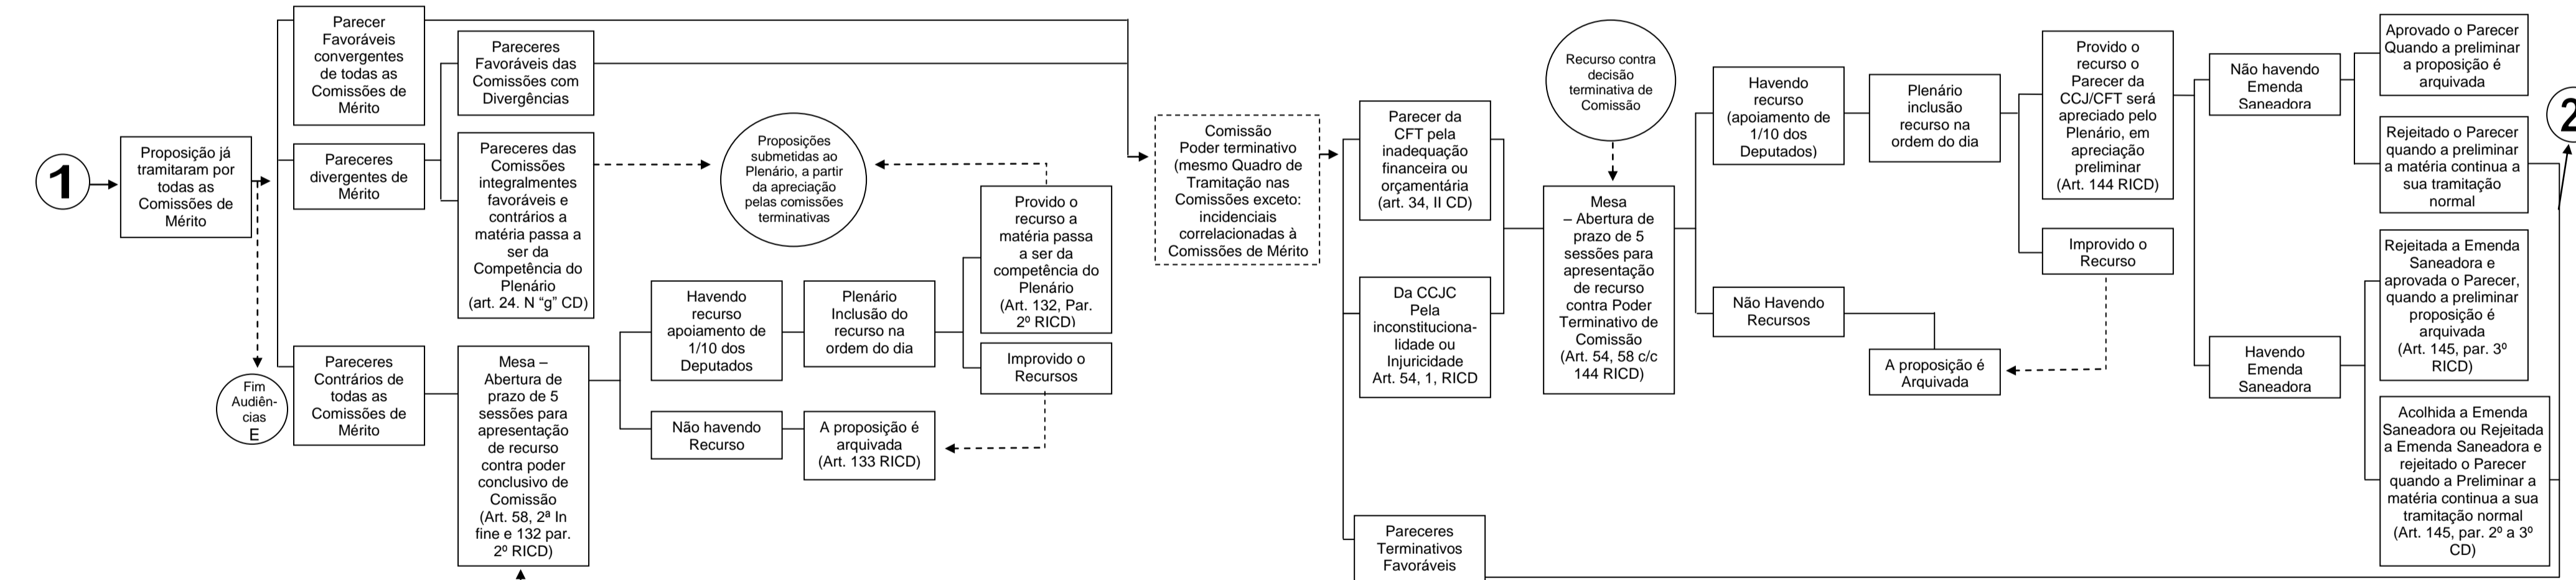 1
Proposição já
tramitaram por
todas as
Comissões de
Mérito
Fim
Audiên-
cias
E
Parecer
Favoráveis
convergentes
de todas as
Comissões de
Mérito
Pareceres
divergentes de
Mérito
Pareceres
Contrários de
todas as
Comissões de
Mérito
Pareceres
Favoráveis das
Comissões com
Divergências
Pareceres das
Comissões
integralmentes
favoráveis e
contrários a
matéria passa a
ser da
Competência do
Plenário
(art. 24. N “g” CD)
Mesa –
Abertura de
prazo de 5
sessões para
apresentação
de recurso
contra poder
conclusivo de
Comissão
(Art. 58, 2ª In
fine e 132 par.
2º RICD)
Proposições
submetidas ao
Plenário, a partir
da apreciação
pelas comissões
terminativas
Havendo
recurso
apoiamento de
1/10 dos
Deputados
Não havendo
Recurso
Plenário
Inclusão do
recurso na
ordem do dia
A proposição é
arquivada
(Art. 133 RICD)
Provido o
recurso a
matéria passa
a ser da
competência do
Plenário
(Art. 132, Par.
2º RICD)
Improvido o
Recursos
Comissão
Poder terminativo
(mesmo Quadro de
Tramitação nas
Comissões exceto:
incidenciais
correlacionadas à
Comissões de Mérito
Parecer da
CFT pela
inadequação
financeira ou
orçamentária
(art. 34, II CD)
Da CCJC
Pela
inconstituciona-
lidade ou
Injuricidade
Art. 54, 1, RICD
Pareceres
Terminativos
Favoráveis
Recurso contra
decisão
terminativa de
Comissão
Mesa
– Abertura de
prazo de 5
sessões para
apresentação
de recurso
contra Poder
Terminativo de
Comissão
(Art. 54, 58 c/c
144 RICD)
Havendo
recurso
(apoiamento de
1/10 dos
Deputados)
Não Havendo
Recursos
Plenário
inclusão
recurso na
ordem do dia
A proposição é
Arquivada
Provido o
recurso o
Parecer da
CCJ/CFT será
apreciado pelo
Plenário, em
apreciação
preliminar
(Art. 144 RICD)
Improvido o
Recurso
Não havendo
Emenda
Saneadora
Havendo
Emenda
Saneadora
Aprovado o Parecer
Quando a preliminar
a proposição é
arquivada
Rejeitado o Parecer
quando a preliminar
a matéria continua a
sua tramitação
normal
Rejeitada a Emenda
Saneadora e
aprovada o Parecer,
quando a preliminar
proposição é
arquivada
(Art. 145, par. 3º
RICD)
Acolhida a Emenda
Saneadora ou Rejeitada
a Emenda Saneadora e
rejeitado o Parecer
quando a Preliminar a
matéria continua a sua
tramitação normal
(Art. 145, par. 2º a 3º
CD)
2